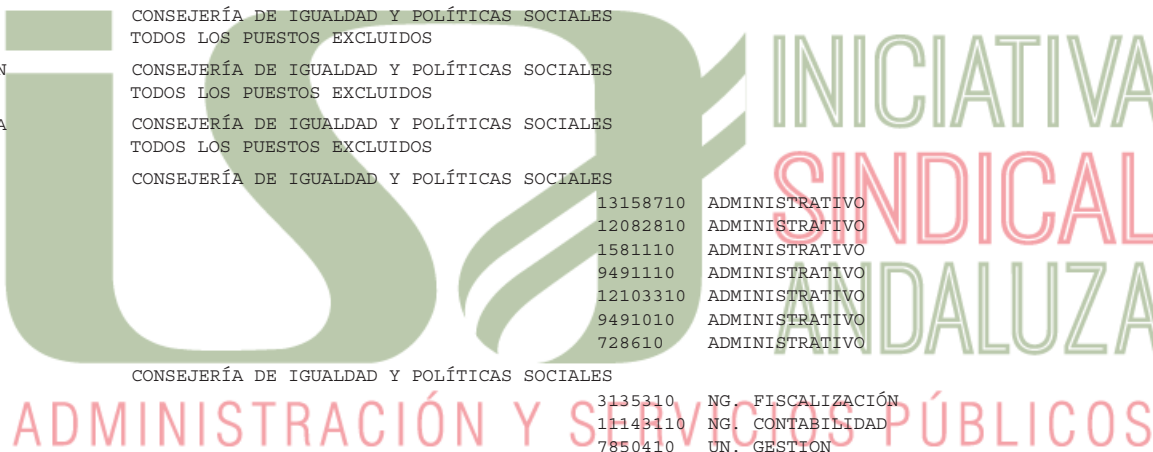 CONSEJERÍA DE IGUALDAD Y POLÍTICAS SOCIALES
TODOS LOS PUESTOS EXCLUIDOS
N CONSEJERÍA DE IGUALDAD Y POLÍTICAS SOCIALES
TODOS LOS PUESTOS EXCLUIDOS
A CONSEJERÍA DE IGUALDAD Y POLÍTICAS SOCIALES
TODOS LOS PUESTOS EXCLUIDOS
CONSEJERÍA DE IGUALDAD Y POLÍTICAS SOCIALES
13158710 ADMINISTRATIVO
12082810 ADMINISTRATIVO
1581110 ADMINISTRATIVO
9491110 ADMINISTRATIVO
12103310 ADMINISTRATIVO
9491010 ADMINISTRATIVO
728610 ADMINISTRATIVO
CONSEJERÍA DE IGUALDAD Y POLÍTICAS SOCIALES
3135310 NG. FISCALIZACIÓN
11143110 NG. CONTABILIDAD
7850410 UN. GESTION
isa
INICIATIVA
SINDICAL
ANDALUZA
ADMINISTRACIÓN Y SERVICIOS PÚBLICOS